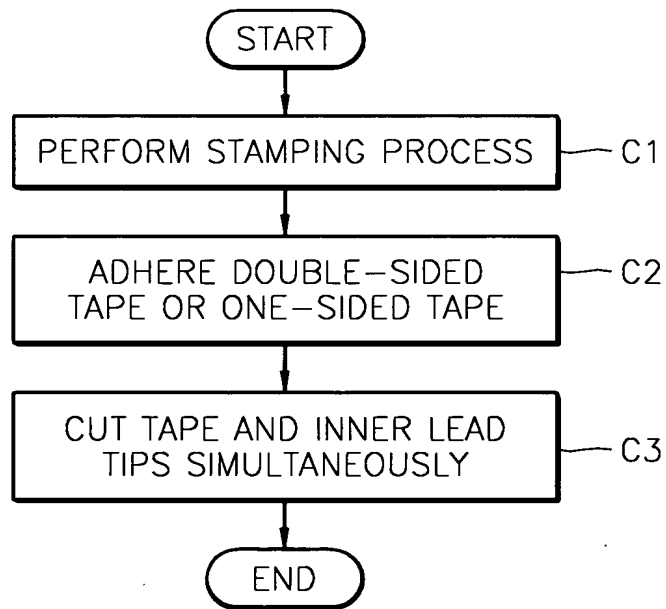 START
PERFORM STAMPING PROCESS
C1
ADHERE DOUBLE-SIDED
TAPE OR ONE-SIDED TAPE
C2
CUT TAPE AND INNER LEAD
TIPS SIMULTANEOUSLY
C3
END